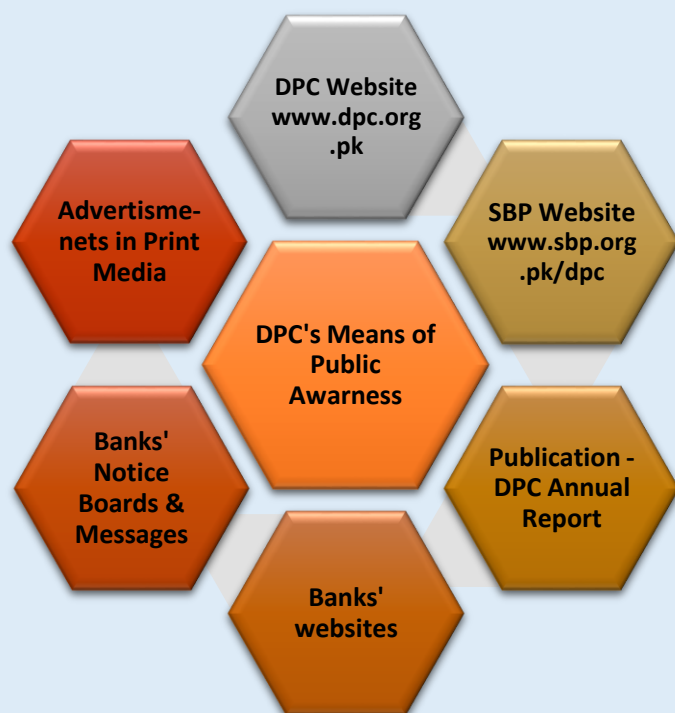 DPC Website
www.dpc.org
.pk
SBP Website
www.sbp.org
.pk/dpc
Publication -
DPC Annual
Report
Banks'
websites
Banks'
Notice
Boards &
Messages
Advertisme-
nets in Print
Media
DPC's Means of
Public
Awarness